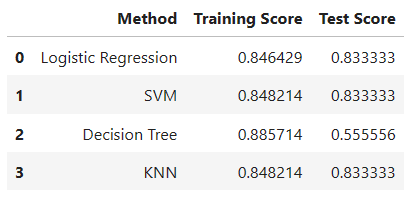 Method Training Score Test Score
0 Logistic Regression 0.846429 0.833333
1 SVM 0.848214 0.833333
2 Decision Tree 0.885714 0.555556
3 KNN 0.848214 0.833333